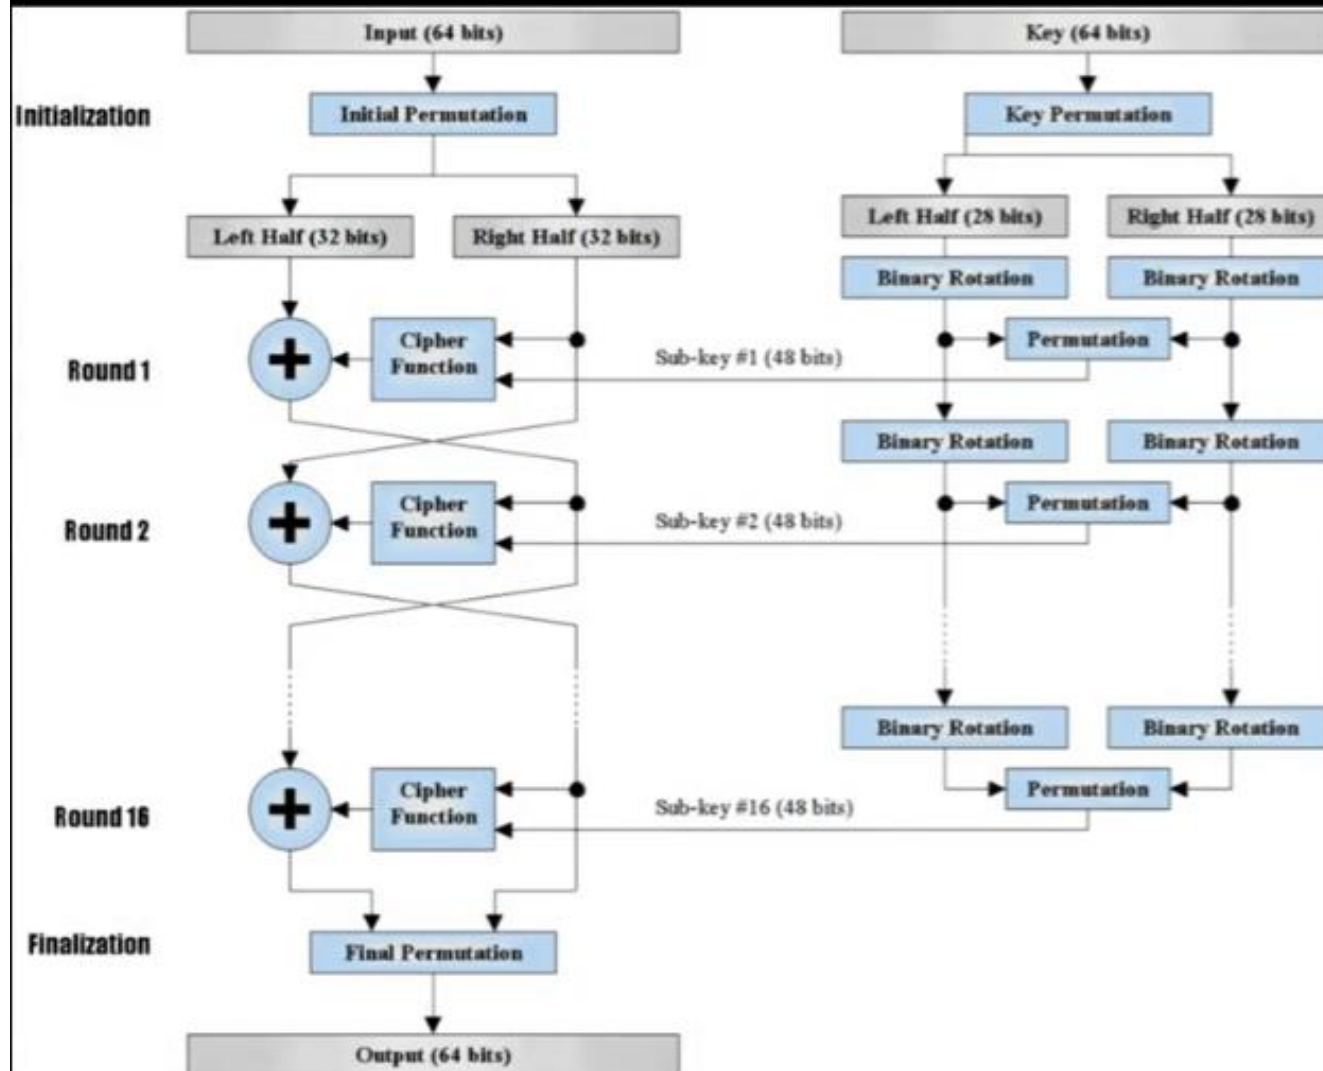 Input (64 bits)
Key (64 bits)
Initialization
Initial Permutation
Key Permutation
Left Half (32 bits)
Right Half (32 bits)
Left Half (28 bits)
Right Half (28 bits)
Binary Rotation
Binary Rotation
Round 1
Cipher
Function
Sub-key #1 (48 bits)
Permutation
Binary Rotation
Binary Rotation
Round 2
Cipher
Function
Sub-key #2 (48 bits)
Permutation
Binary Rotation
Binary Rotation
Round 16
Cipher
Function
Sub-key #16 (48 bits)
Permutation
Finalization
Final Permutation
Output (64 bits)